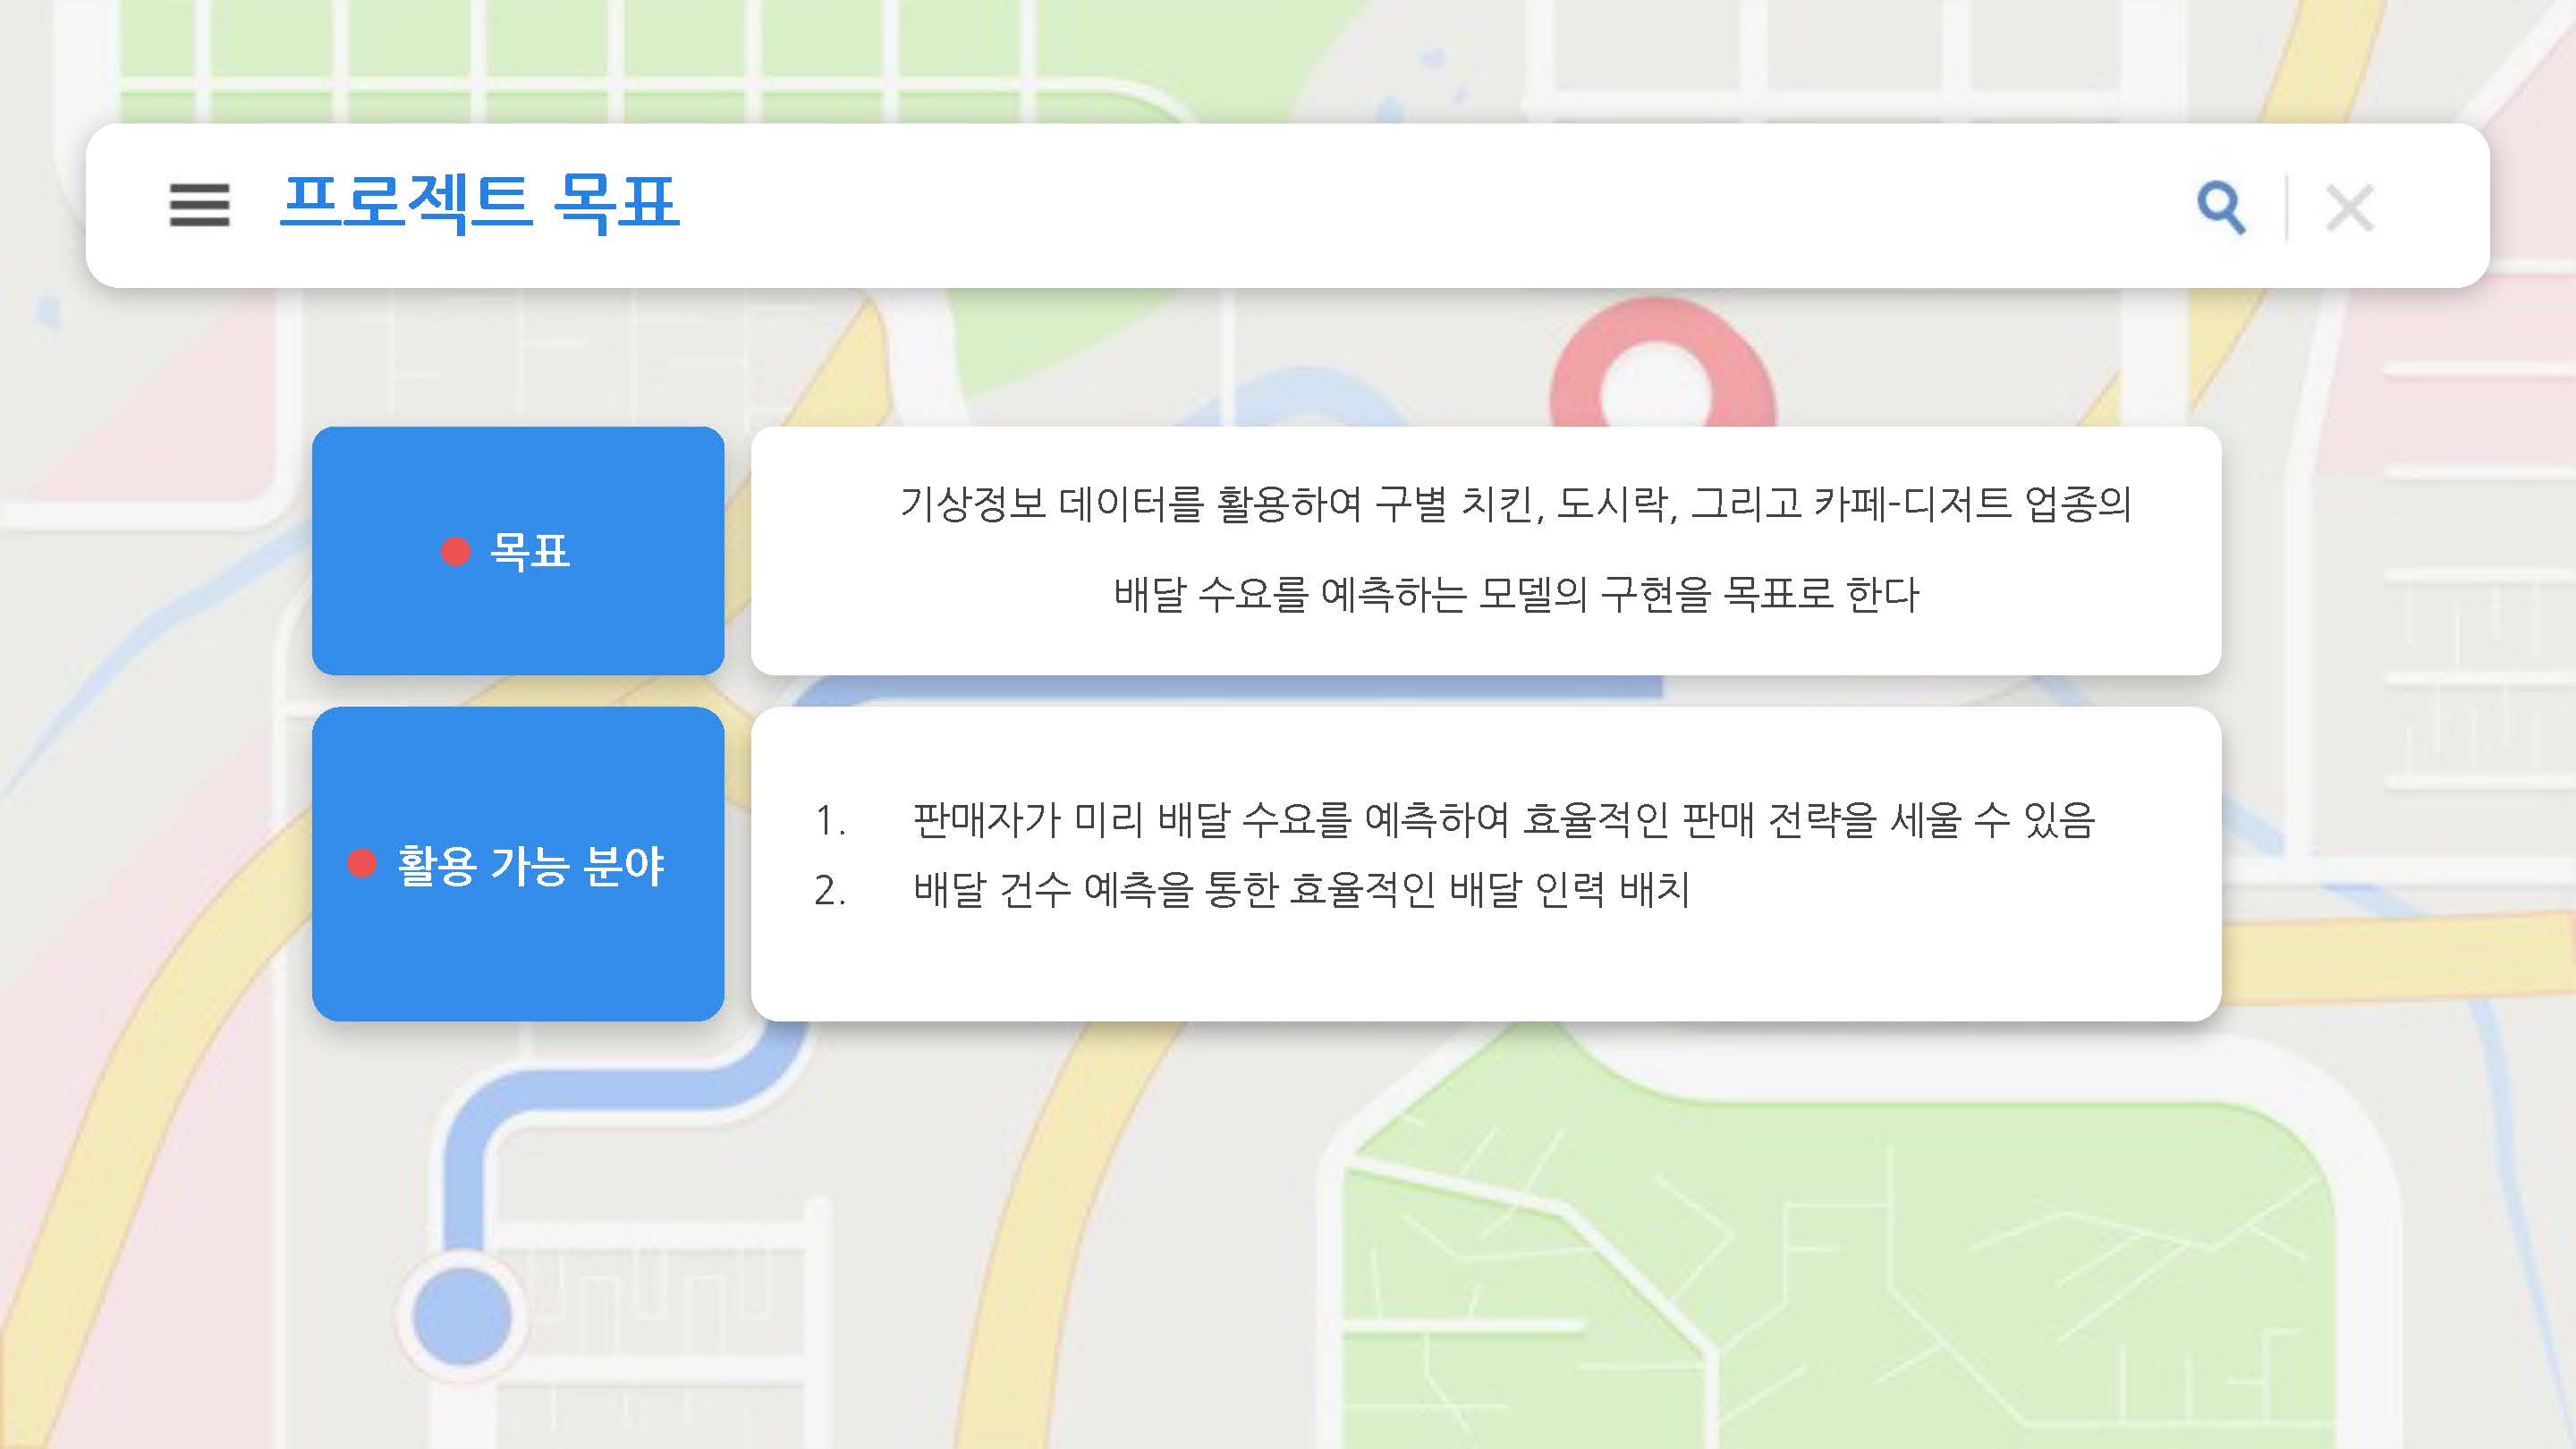 프로젝트 목표
목표
기상정보 데이터를 활용하여 구별 치킨, 도시락, 그리고 카페-디저트 업종의
배달 수요를 예측하는 모델의 구현을 목표로 한다
활용 가능 분야
1. 판매자가 미리 배달 수요를 예측하여 효율적인 판매 전략을 세울 수 있음
2. 배달 건수 예측을 통한 효율적인 배달 인력 배치